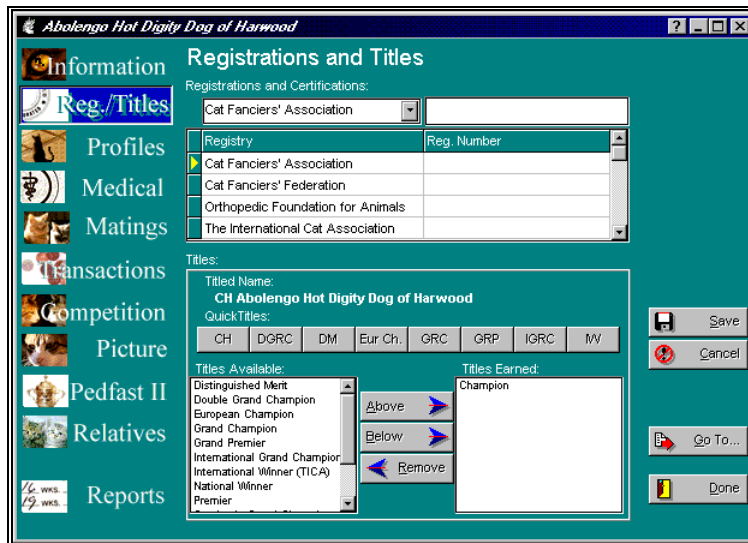 Abolengo Hot Digity Dog of Harwood
Information
Reg./Titles
Profiles
Medical
Matings
Transactions
Competition
Picture
Pedfast II
Relatives
16 WKS.
19 WKS.
Reports
Registrations and Titles
Registrations and Certifications:
Cat Fanciers' Association
Registry Reg. Number
Cat Fanciers' Association
Cat Fanciers' Federation
Orthopedic Foundation for Animals
The International Cat Association
Titles:
Titled Name:
CH Abolengo Hot Digity Dog of Harwood
QuickTitles:
CH DGRC DM Eur Ch. GRC GRP IGRC IW
Titles Available:
Distinguished Merit
Double Grand Champion
European Champion
Grand Champion
Grand Premier
International Grand Champion
International Winner (TICA)
National Winner
Premier
Above
Below
Remove
Titles Earned:
Champion
Save
Cancel
Go To...
Done